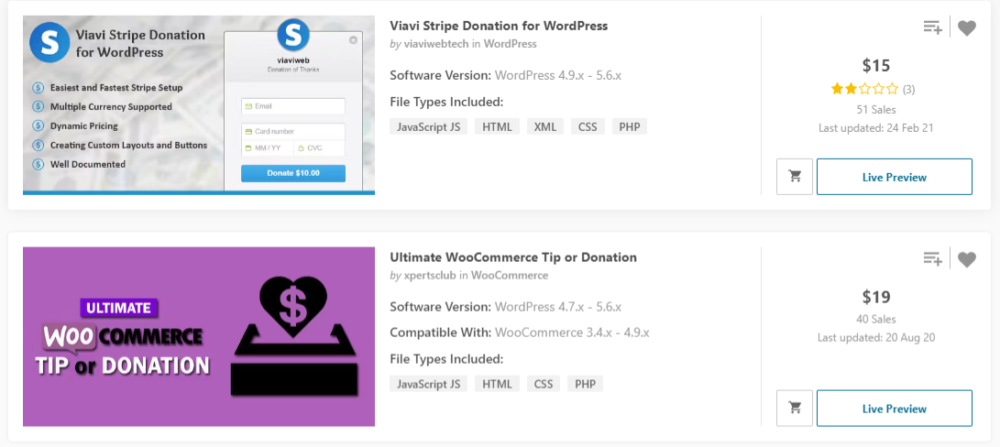 S
Viavi Stripe Donation
for WordPress
S Easiest and Fastest Stripe Setup
S Multiple Currency Supported
S Dynamic Pricing
S Creating Custom Layouts and Buttons
S Well Documented
S
viaviweb
Donation of Thanks
Email
Card number
MM / YY CVC
Donate $10.00
Viavi Stripe Donation for WordPress
by viaviwebtech in WordPress
Software Version: WordPress 4.9.x - 5.6.x
File Types Included:
JavaScript JS HTML XML CSS PHP
$15
(3)
51 Sales
Last updated: 24 Feb 21
Live Preview
ULTIMATE
WOO COMMERCE
TIP or DONATION
$
Ultimate WooCommerce Tip or Donation
by xpertsclub in WooCommerce
Software Version: WordPress 4.7.x - 5.6.x
Compatible With: WooCommerce 3.4.x - 4.9.x
File Types Included:
JavaScript JS HTML CSS PHP
$19
40 Sales
Last updated: 20 Aug 20
Live Preview